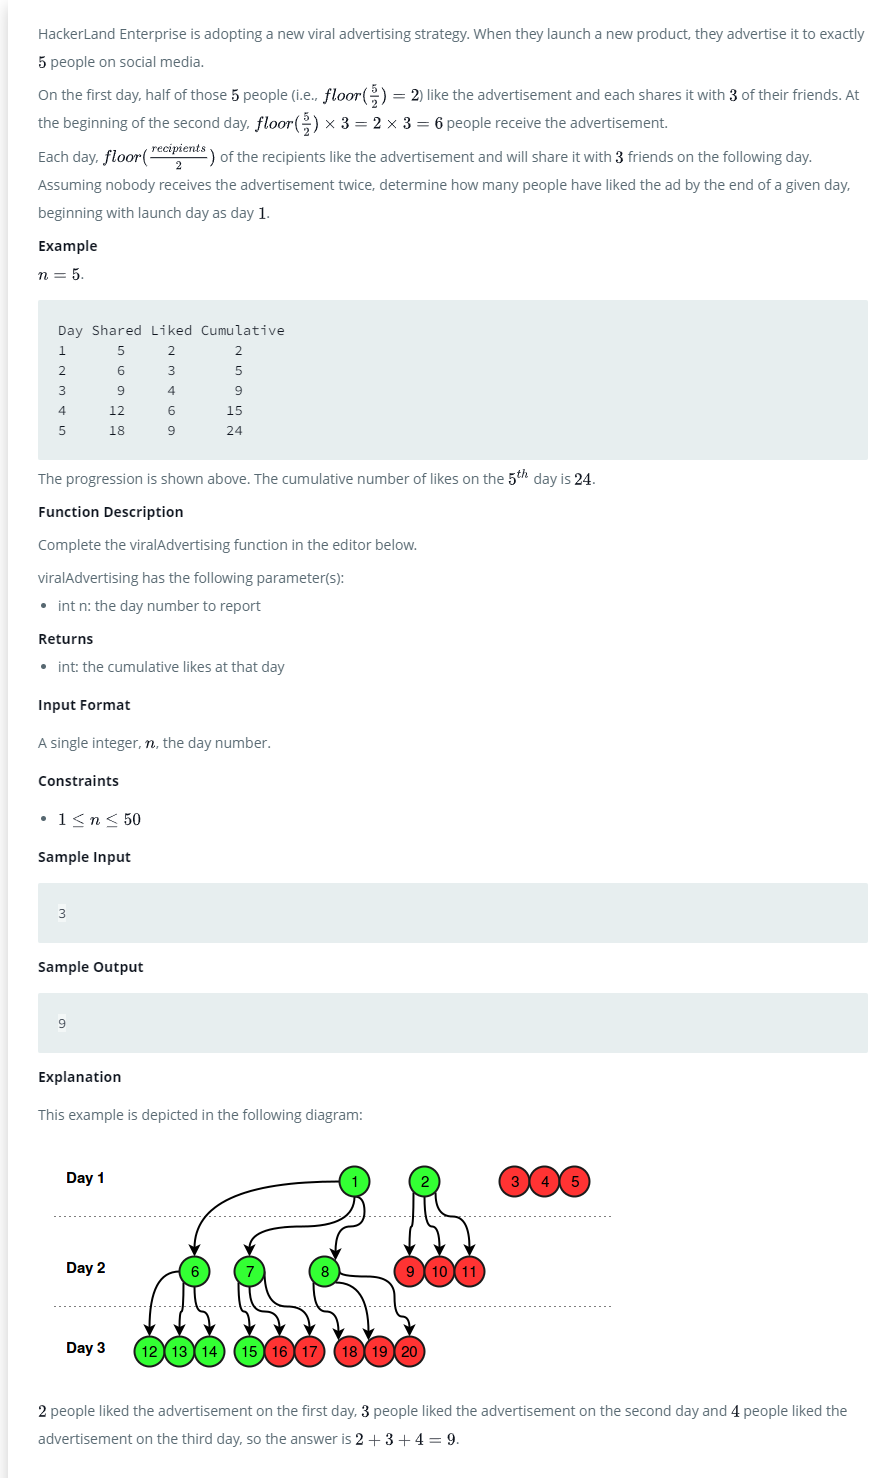 HackerLand Enterprise is adopting a new viral advertising strategy. When they launch a new product, they advertise it to exactly
5 people on social media.
On the first day, half of those 5 people (i.e., floor(5/2) = 2) like the advertisement and each shares it with 3 of their friends. At
the beginning of the second day, floor(5/2) × 3 = 2 × 3 = 6 people receive the advertisement.
Each day, floor(recipients/2) of the recipients like the advertisement and will share it with 3 friends on the following day.
Assuming nobody receives the advertisement twice, determine how many people have liked the ad by the end of a given day,
beginning with launch day as day 1.
Example
n = 5.
Day Shared Liked Cumulative
1 5 2 2
2 6 3 5
3 9 4 9
4 12 6 15
5 18 9 24
The progression is shown above. The cumulative number of likes on the 5th day is 24.
Function Description
Complete the viralAdvertising function in the editor below.
viralAdvertising has the following parameter(s):
• int n: the day number to report
Returns
• int: the cumulative likes at that day
Input Format
A single integer, n, the day number.
Constraints
• 1 ≤ n ≤ 50
Sample Input
3
Sample Output
9
Explanation
This example is depicted in the following diagram:
Day 1 1 2 3 4 5
Day 2 6 7 8 9 10 11
Day 3 12 13 14 15 16 17 18 19 20
2 people liked the advertisement on the first day, 3 people liked the advertisement on the second day and 4 people liked the
advertisement on the third day, so the answer is 2 + 3 + 4 = 9.